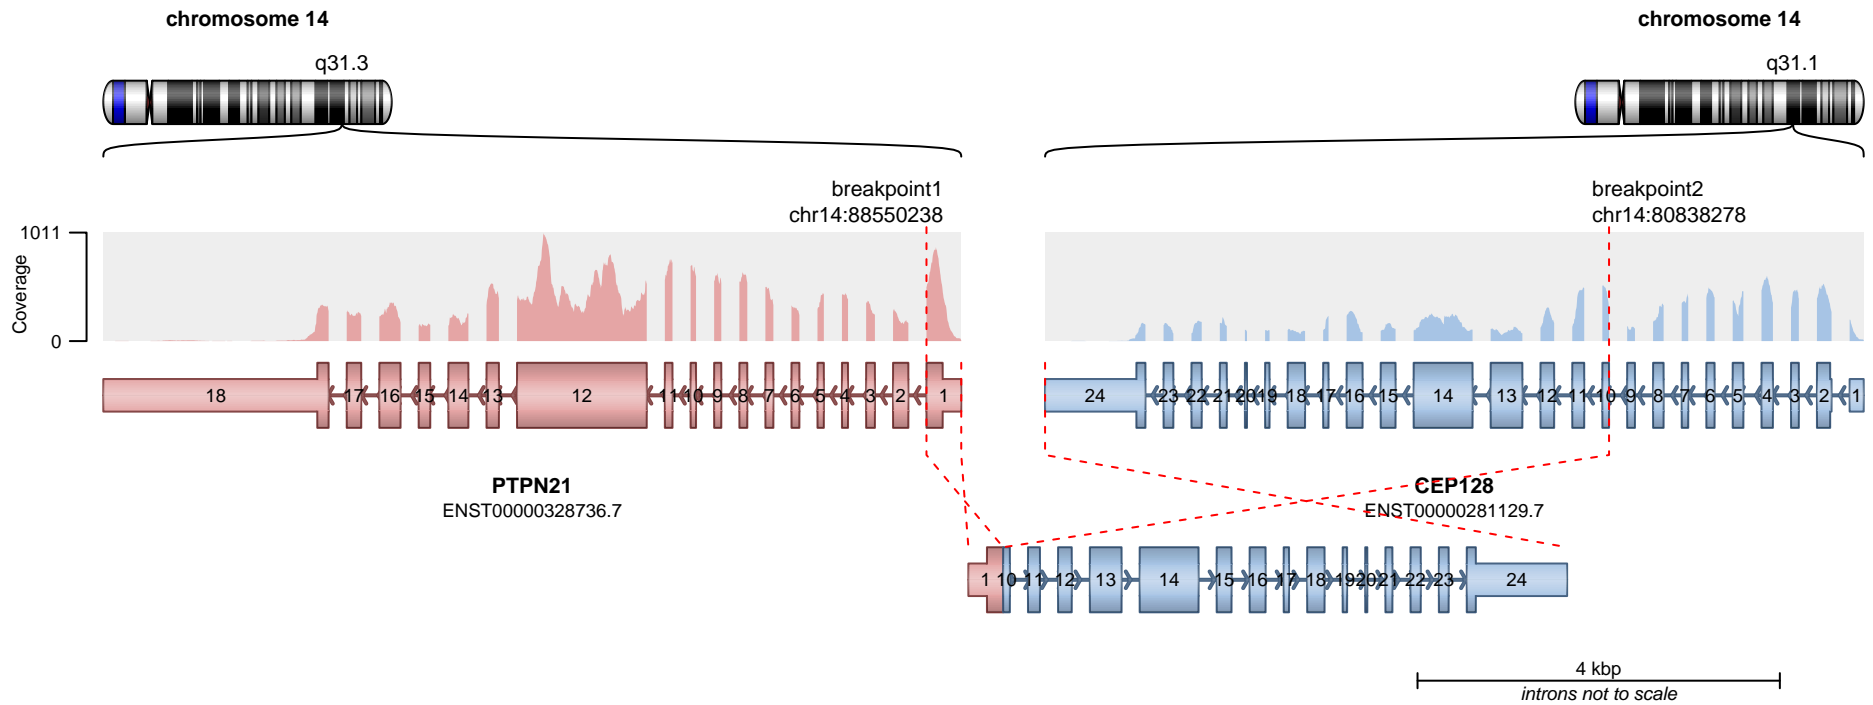 chromosome 14
chromosome 14
q31.3
q31.1
breakpoint1
chr14:88550238
breakpoint2
chr14:80838278
1011
Coverage
0
18 17 16 15 14 13 12 11 10 9 8 7 6 5 4 3 2 1
24 23 22 21 20 19 18 17 16 15 14 13 12 11 10 9 8 7 6 5 4 3 2 1
PTPN21
ENST00000328736.7
CEP128
ENST00000281129.7
1 10 11 12 13 14 15 16 17 18 19 20 21 22 23 24
4 kbp
introns not to scale